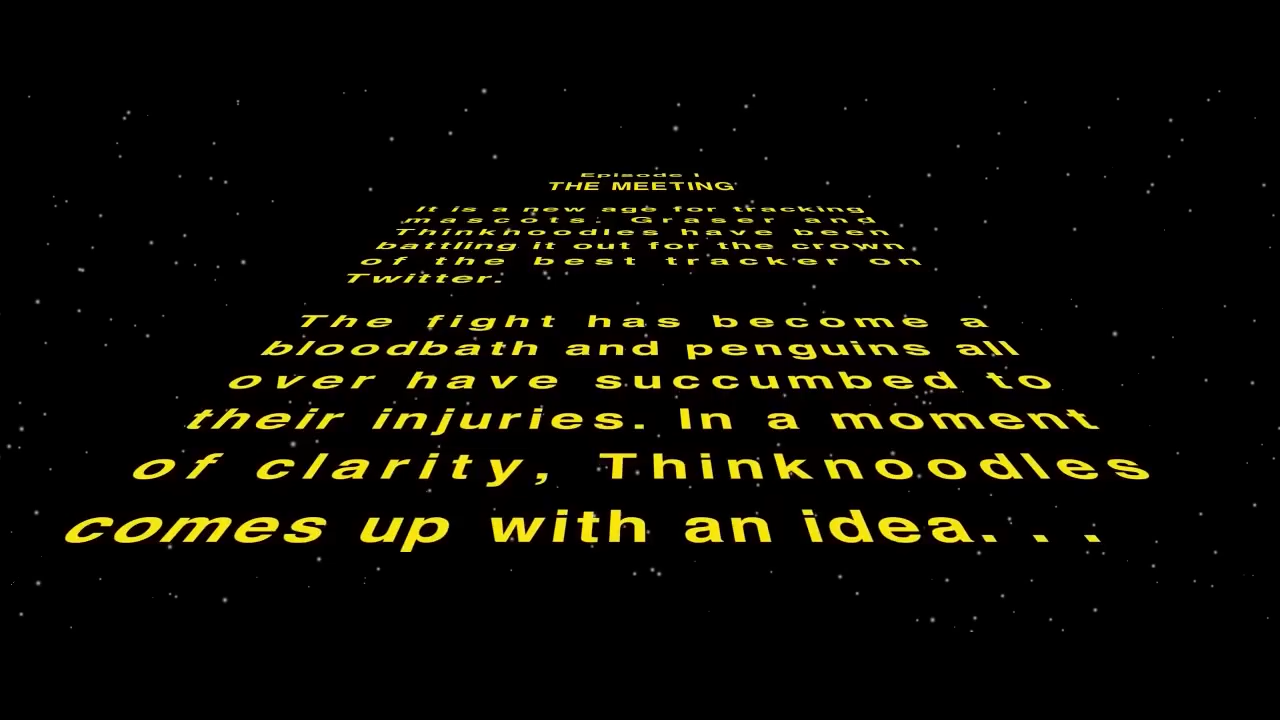 Episode I
THE MEETING
It is a new age for tracking
mascots. Graser and
Thinknoodles have been
battling it out for the crown
of the best tracker on
Twitter.
The fight has become a
bloodbath and penguins all
over have succumbed to
their injuries. In a moment
of clarity, Thinknoodles
comes up with an idea. . .